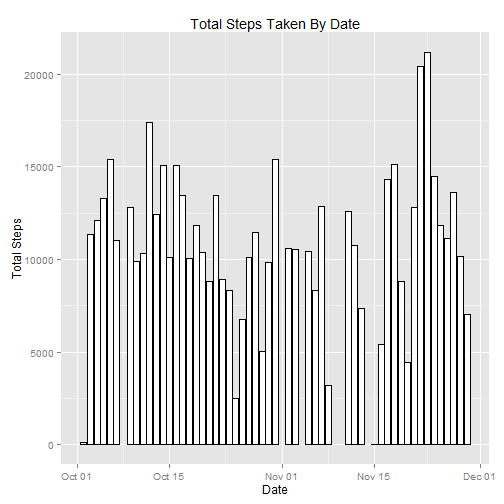 Total Steps Taken By Date
20000
15000
10000
5000
0
Total Steps
Oct 01 Oct 15 Nov 01 Nov 15 Dec 01
Date